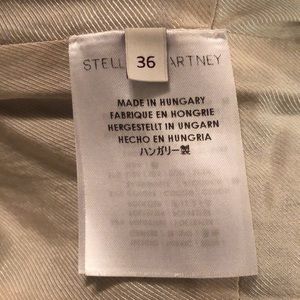 STELL ARTNEY
36
MADE IN HUNGARY
FABRIQUE EN HONGRIE
HERGESTELLT IN UNGARN
HECHO EN HUNGRIA
ハンガリー製